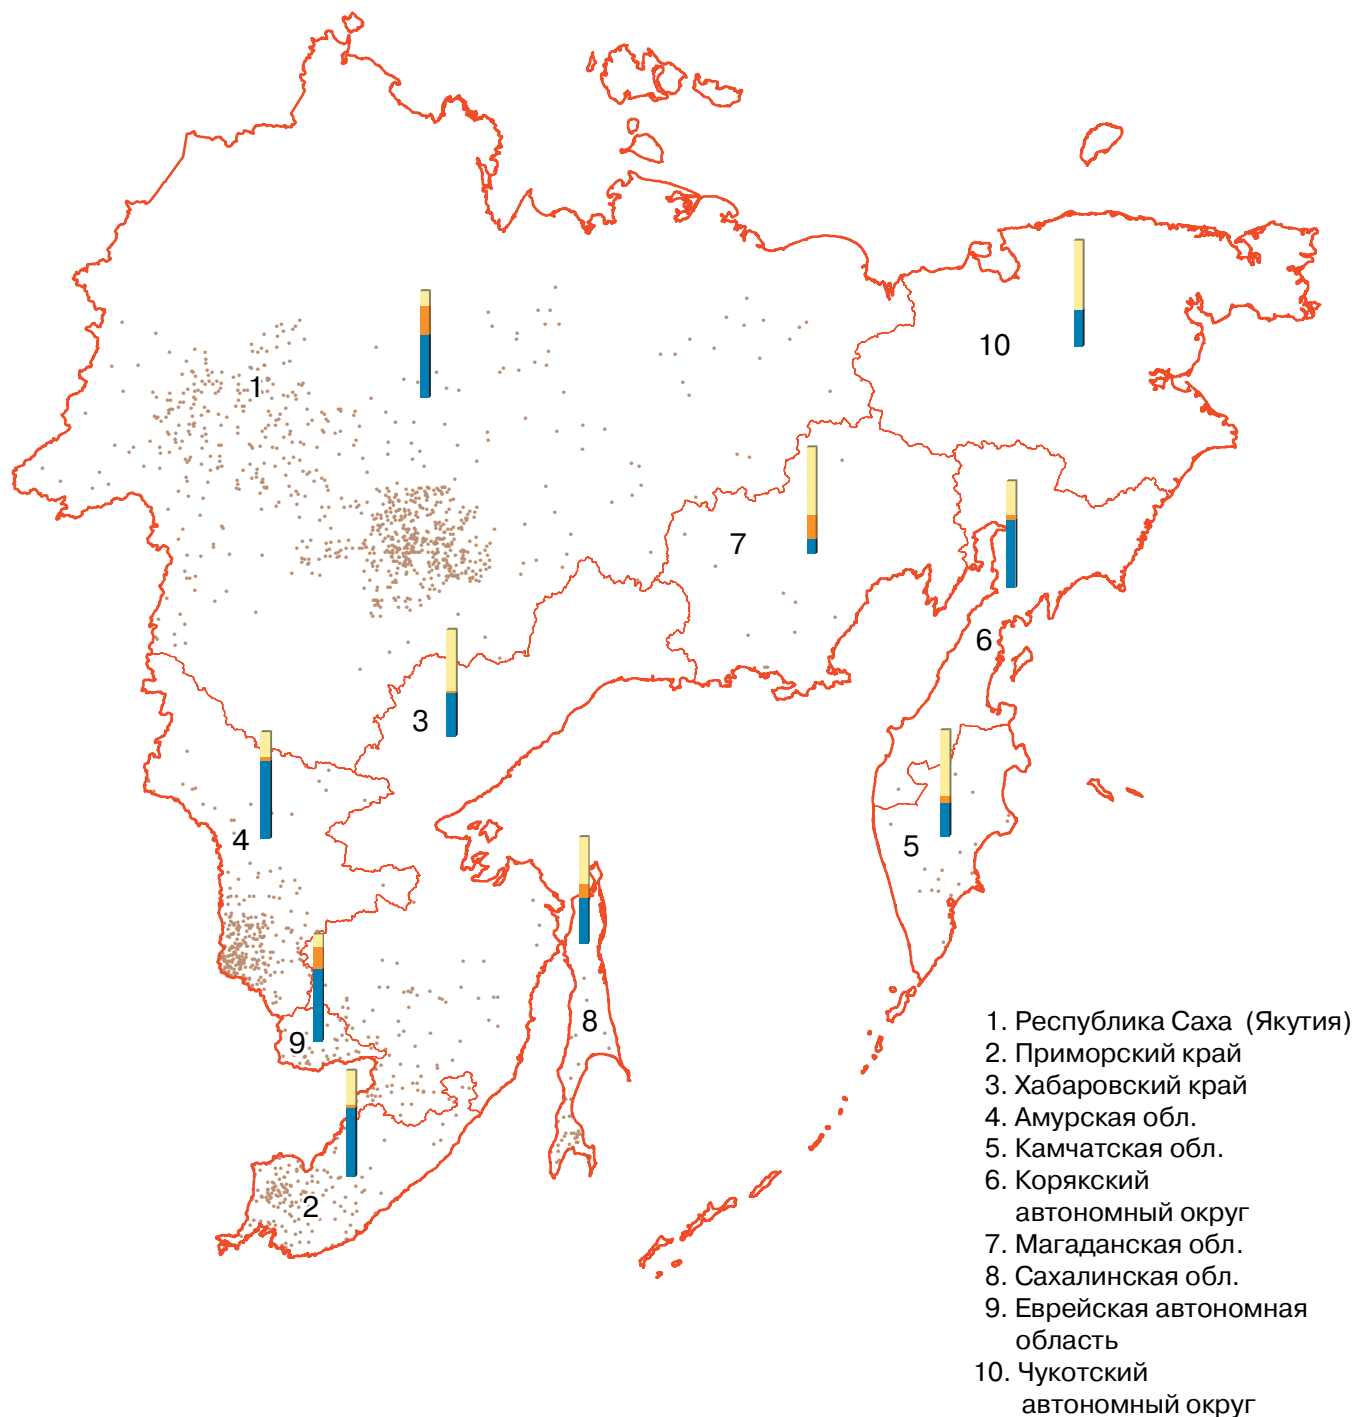 10
1
7
6
3
4
5
8
9
2
1. Республика Саха (Якутия)
2. Приморский край
3. Хабаровский край
4. Амурская обл.
5. Камчатская обл.
6. Корякский
автономный округ
7. Магаданская обл.
8. Сахалинская обл.
9. Еврейская автономная
область
10. Чукотский
автономный округ